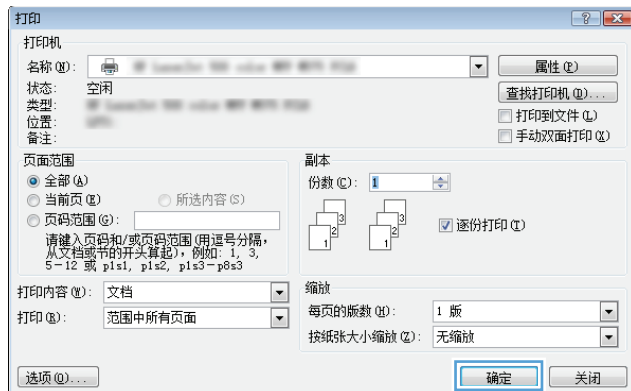 打印
打印机
名称(N):
属性(P)
状态: 空闲
查找打印机(D)...
类型:
位置:
打印到文件(L)
备注:
手动双面打印(X)
页面范围
全部(A)
当前页(E) 所选内容(S)
页码范围(G):
请键入页码和/或页码范围(用逗号分隔，
从文档或节的开头算起)，例如: 1, 3,
5-12 或 p1s1, p1s2, p1s3-p8s3
副本
份数(C): 1
1 2 3
1 2 3
逐份打印(T)
打印内容(W): 文档
打印(R): 范围中所有页面
缩放
每页的版数(H): 1 版
按纸张大小缩放(Z): 无缩放
选项(O)...
确定
关闭